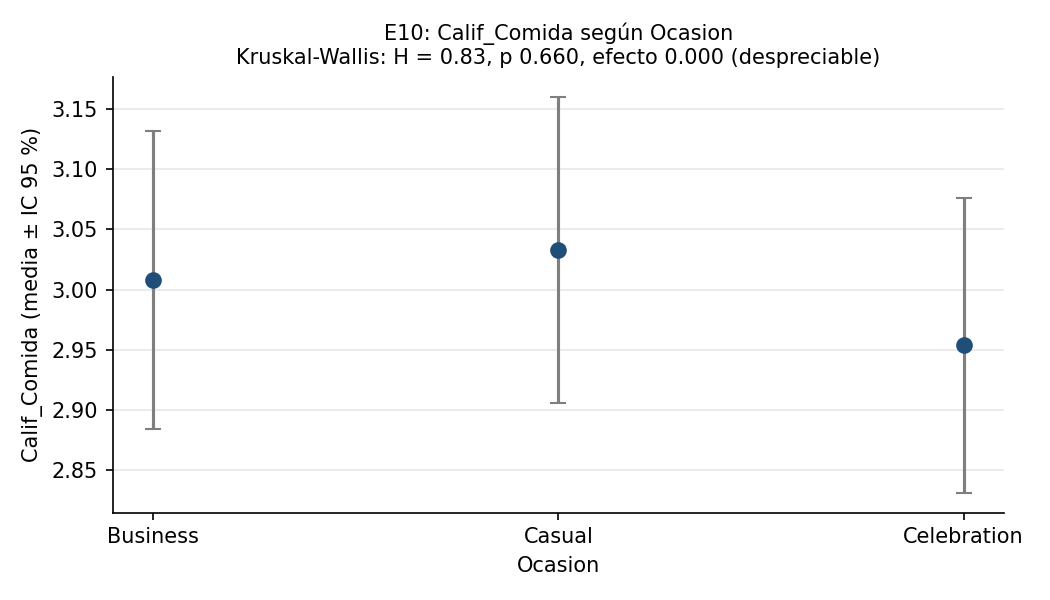 E10: Calif_Comida según Ocasion
Kruskal-Wallis: H = 0.83, p 0.660, efecto 0.000 (despreciable)
Calif_Comida (media ± IC 95 %)
3.15
3.10
3.05
3.00
2.95
2.90
2.85
Business
Casual
Celebration
Ocasion